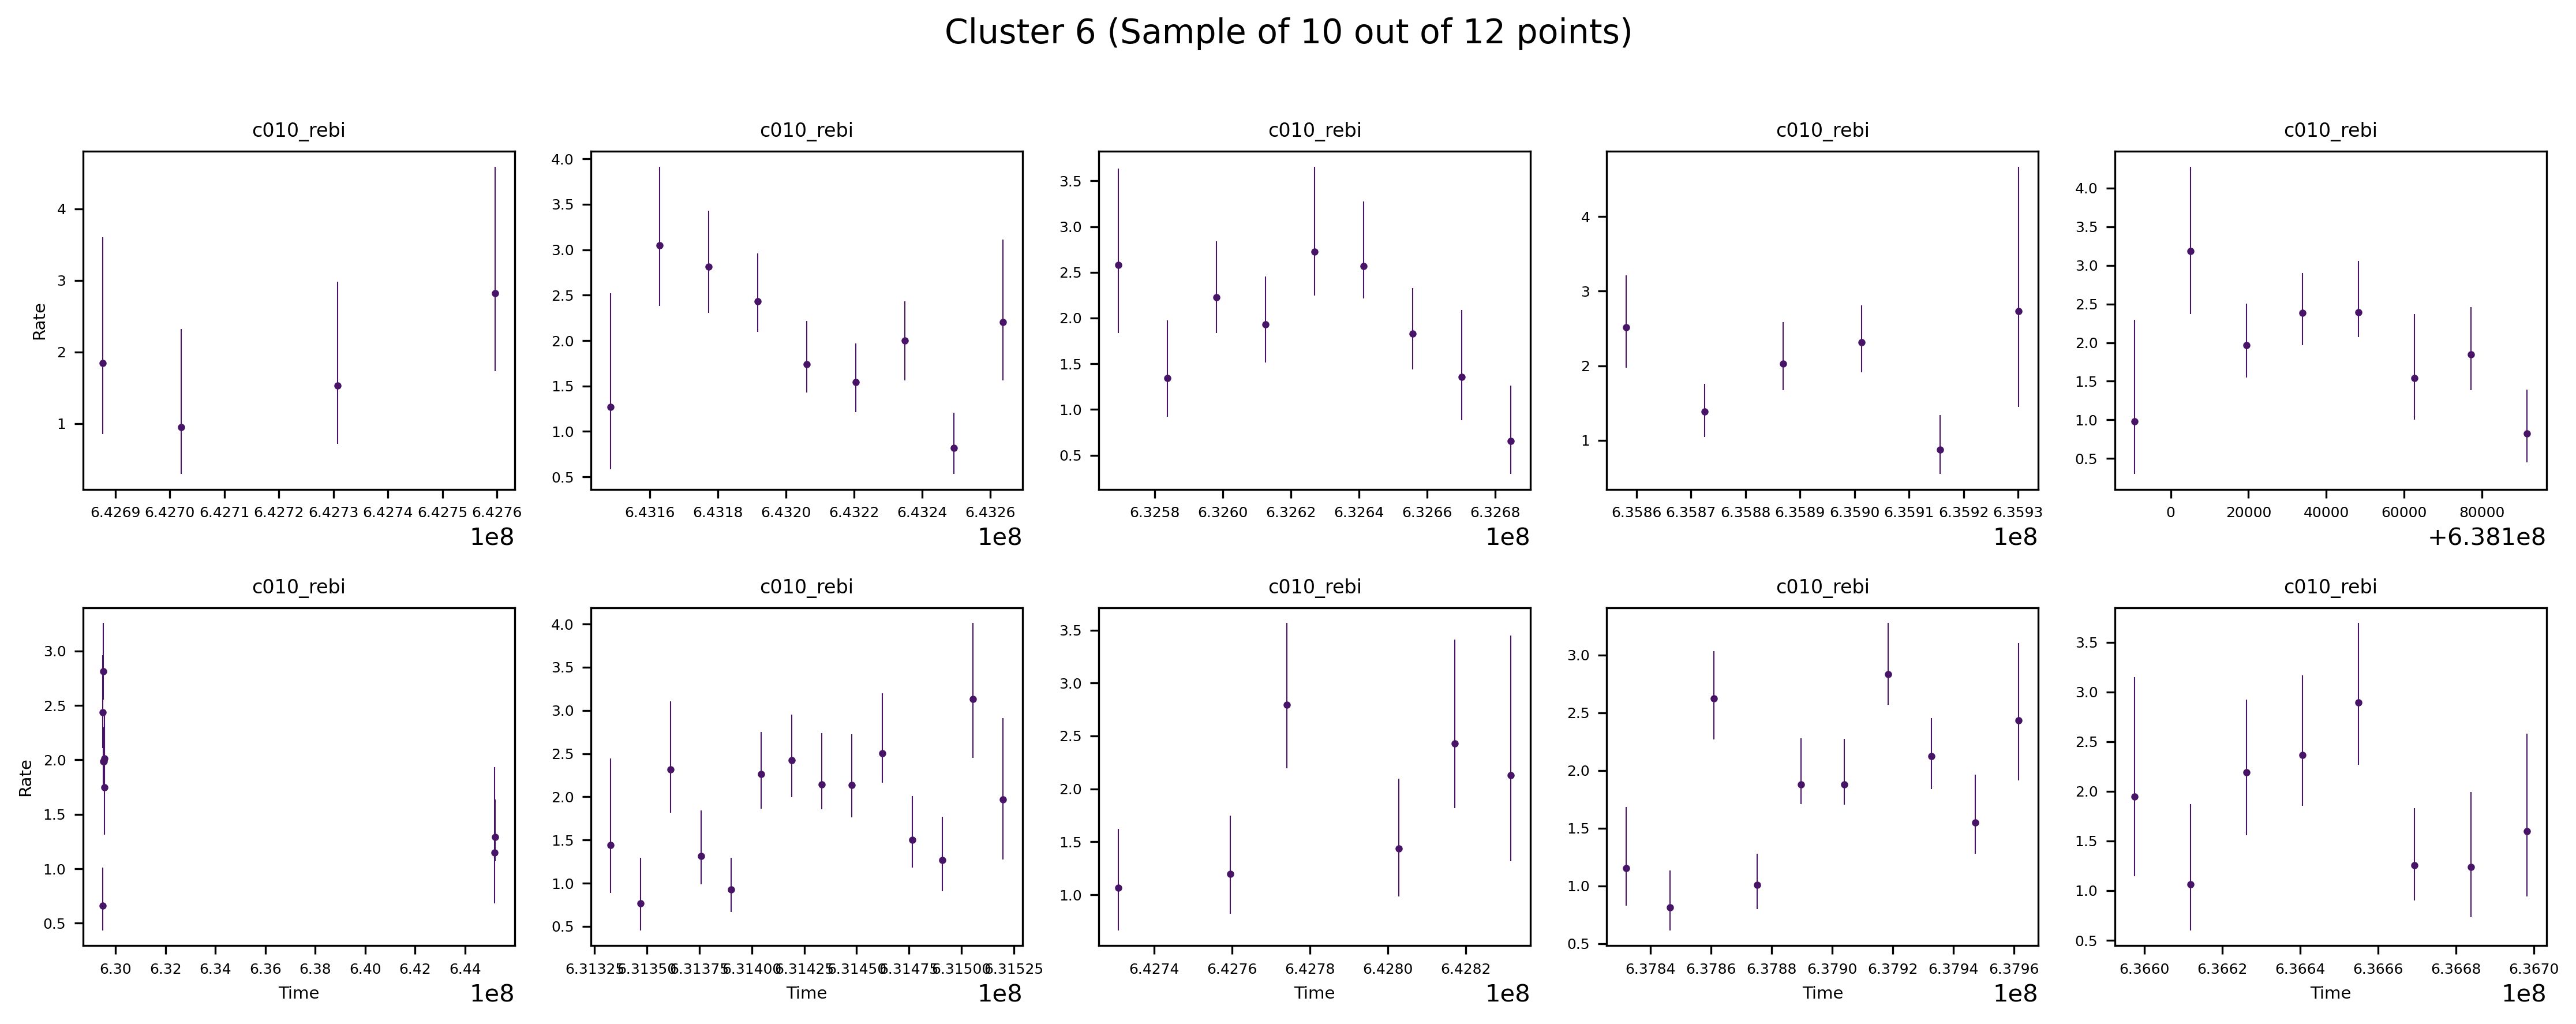 Cluster 6 (Sample of 10 out of 12 points)
c010_rebi c010_rebi c010_rebi c010_rebi c010_rebi
Rate
4 3 2 1
4.0 3.5 3.0 2.5 2.0 1.5 1.0 0.5
3.5 3.0 2.5 2.0 1.5 1.0 0.5
4 3 2 1
4.0 3.5 3.0 2.5 2.0 1.5 1.0 0.5
6.4269 6.4270 6.4271 6.4272 6.4273 6.4274 6.4275 6.4276
6.4316 6.4318 6.4320 6.4322 6.4324 6.4326
6.3258 6.3260 6.3262 6.3264 6.3266 6.3268
6.3586 6.3587 6.3588 6.3589 6.3590 6.3591 6.3592 6.3593
0 20000 40000 60000 80000
1e8 1e8 1e8 1e8 +6.381e8
c010_rebi c010_rebi c010_rebi c010_rebi c010_rebi
Rate
3.0 2.5 2.0 1.5 1.0 0.5
4.0 3.5 3.0 2.5 2.0 1.5 1.0 0.5
3.5 3.0 2.5 2.0 1.5 1.0
3.0 2.5 2.0 1.5 1.0 0.5
3.5 3.0 2.5 2.0 1.5 1.0 0.5
6.30 6.32 6.34 6.36 6.38 6.40 6.42 6.44
6.31325 6.31350 6.31375 6.31400 6.31425 6.31450 6.31475 6.31500 6.31525
6.4274 6.4276 6.4278 6.4280 6.4282
6.3784 6.3786 6.3788 6.3790 6.3792 6.3794 6.3796
6.3660 6.3662 6.3664 6.3666 6.3668 6.3670
Time Time Time Time Time
1e8 1e8 1e8 1e8 1e8